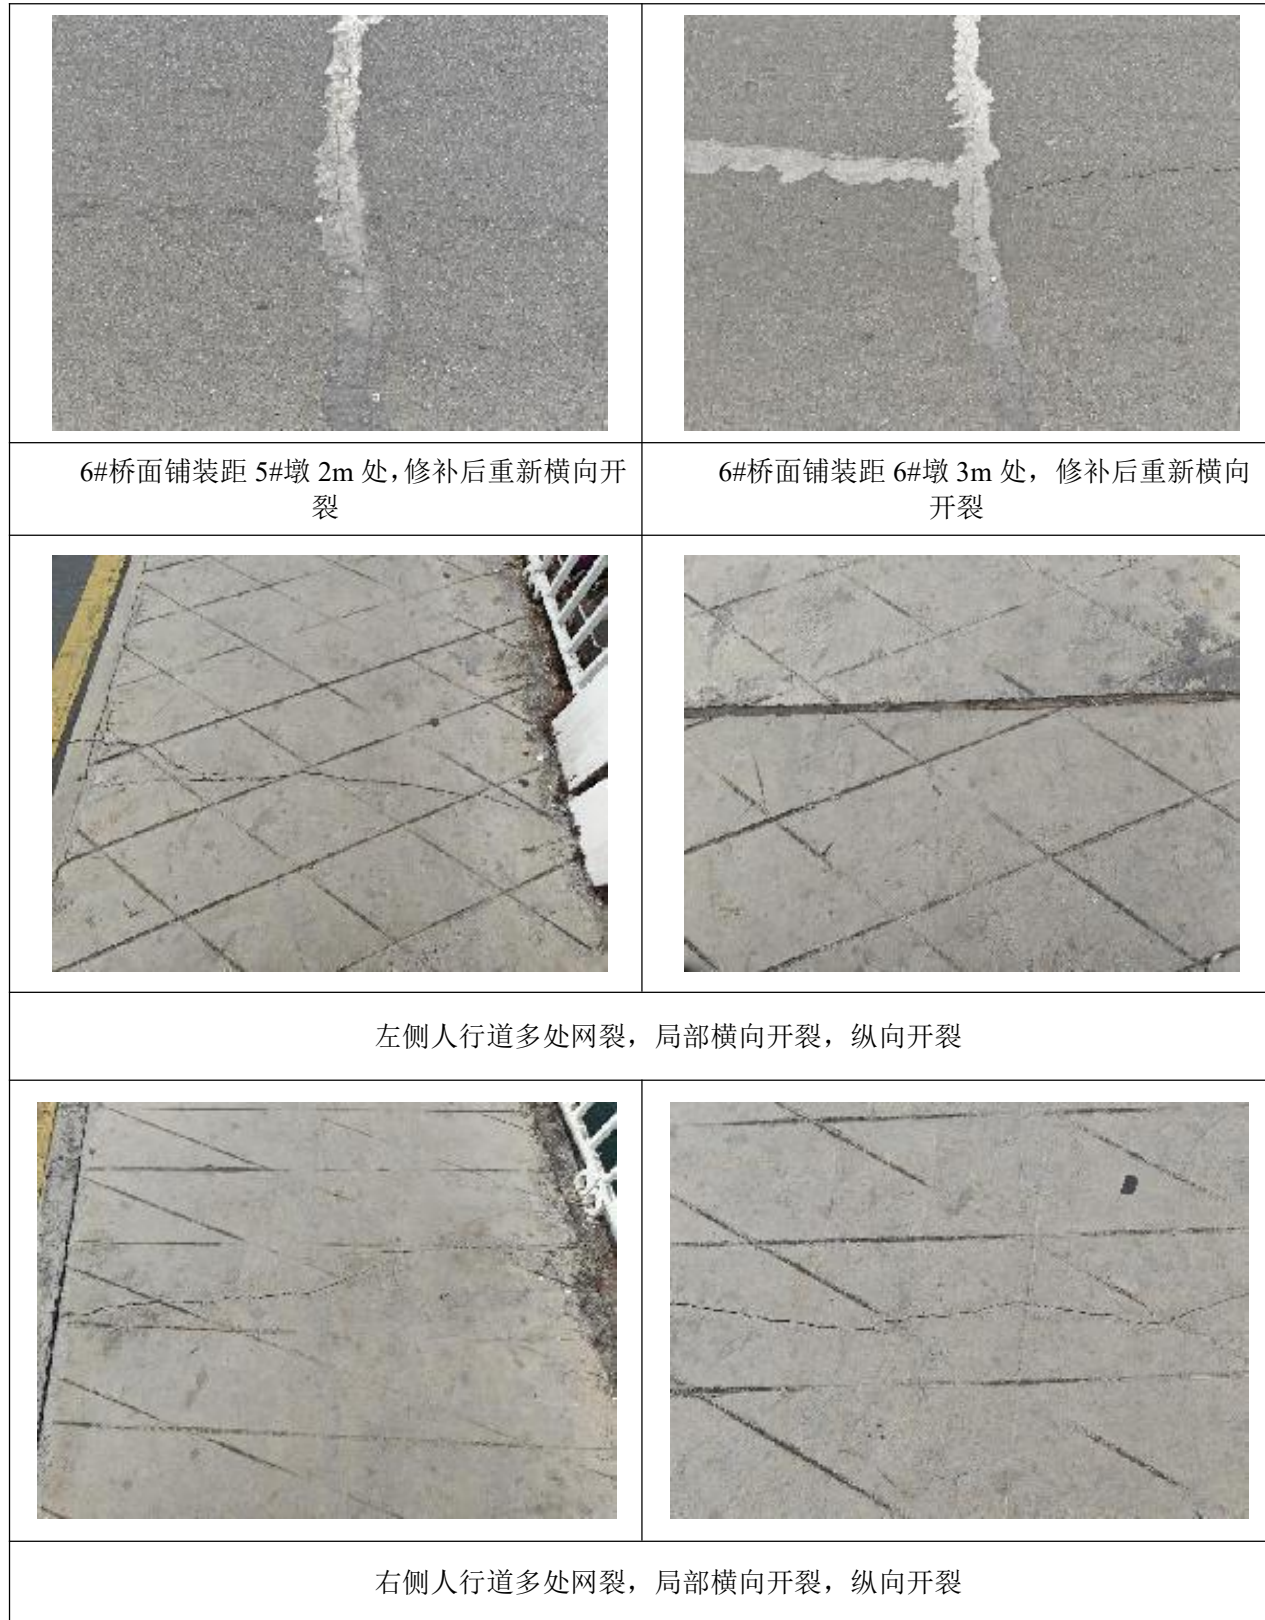 6#桥面铺装距 5#墩 2m 处，修补后重新横向开
裂
6#桥面铺装距 6#墩 3m 处，修补后重新横向
开裂
左侧人行道多处网裂，局部横向开裂，纵向开裂
右侧人行道多处网裂，局部横向开裂，纵向开裂